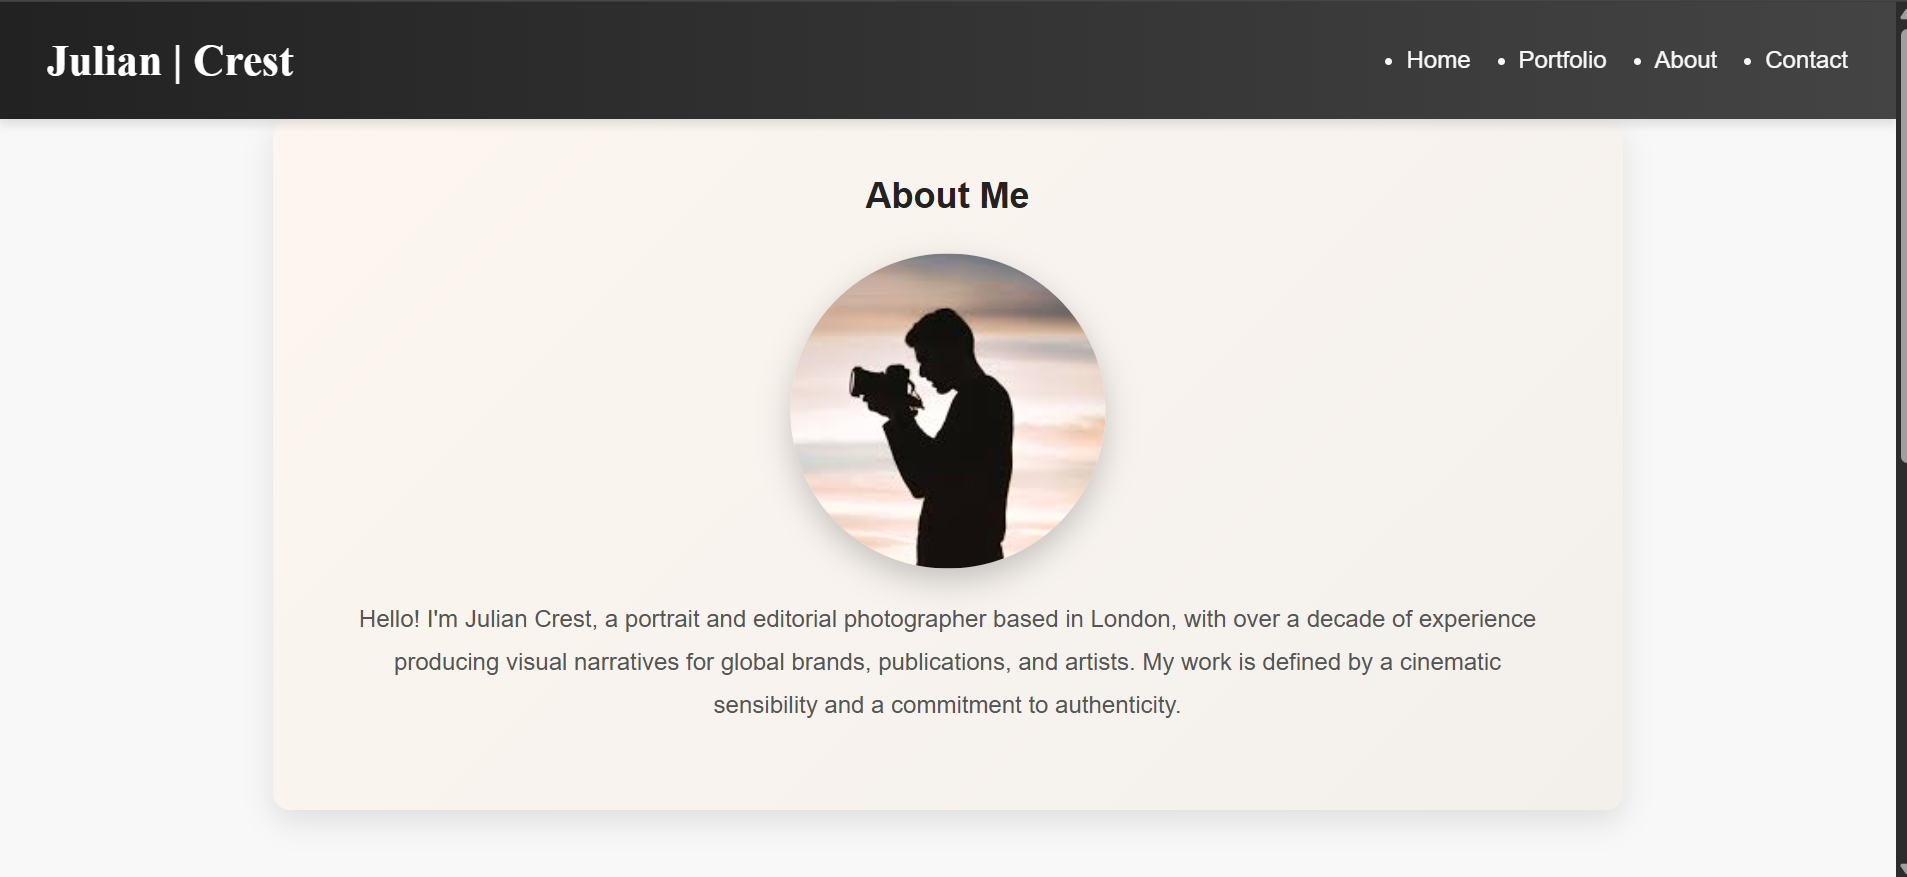 Julian | Crest
• Home • Portfolio • About • Contact
About Me
Hello! I'm Julian Crest, a portrait and editorial photographer based in London, with over a decade of experience
producing visual narratives for global brands, publications, and artists. My work is defined by a cinematic
sensibility and a commitment to authenticity.